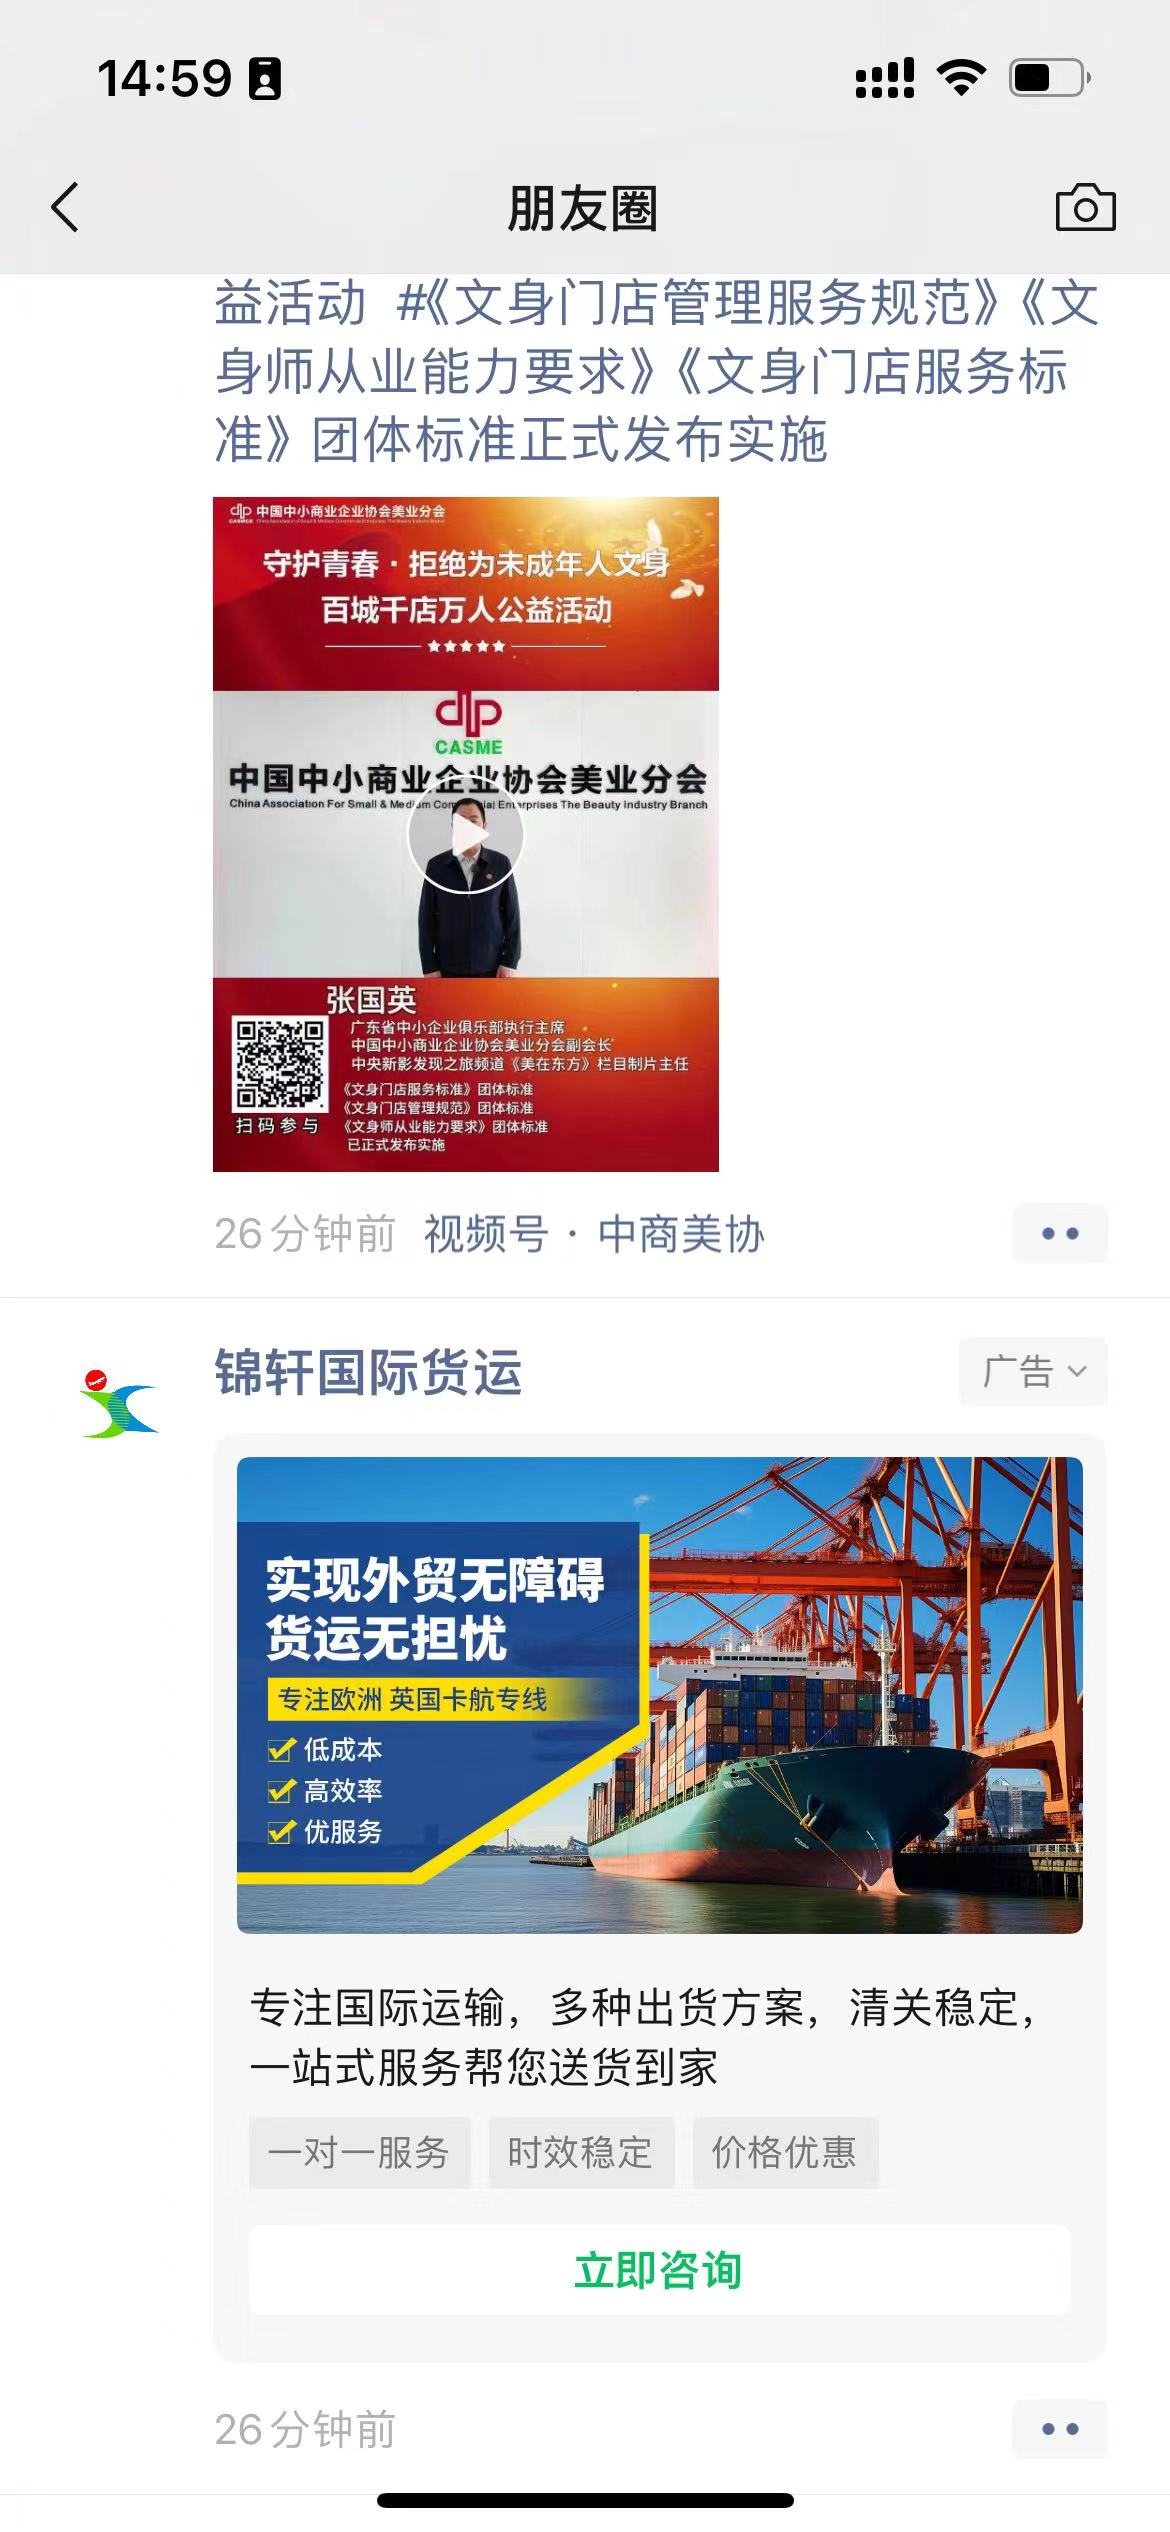 14:59
朋友圈
益活动 #《文身门店管理服务规范》《文
身师从业能力要求》《文身门店服务标
准》团体标准正式发布实施
中国中小商业企业协会美业分会
守护青春·拒绝为未成年人文身
百城千店万人公益活动
CASME
中国中小商业企业协会美业分会
China Association For Small & Medium Commercial Enterprises The Beauty Industry Branch
张国英
广东省中小企业俱乐部执行主席
中国中小商业企业协会美业分会副会长
中央新影发现之旅频道《美在东方》栏目制片主任
《文身门店服务标准》团体标准
《文身门店管理规范》团体标准
《文身师从业能力要求》团体标准
已正式发布实施
扫码参与
26分钟前 视频号·中商美协
锦轩国际货运
广告
实现外贸无障碍
货运无担忧
专注欧洲 英国卡航专线
低成本
高效率
优服务
专注国际运输，多种出货方案，清关稳定，
一站式服务帮您送货到家
一对一服务 时效稳定 价格优惠
立即咨询
26分钟前